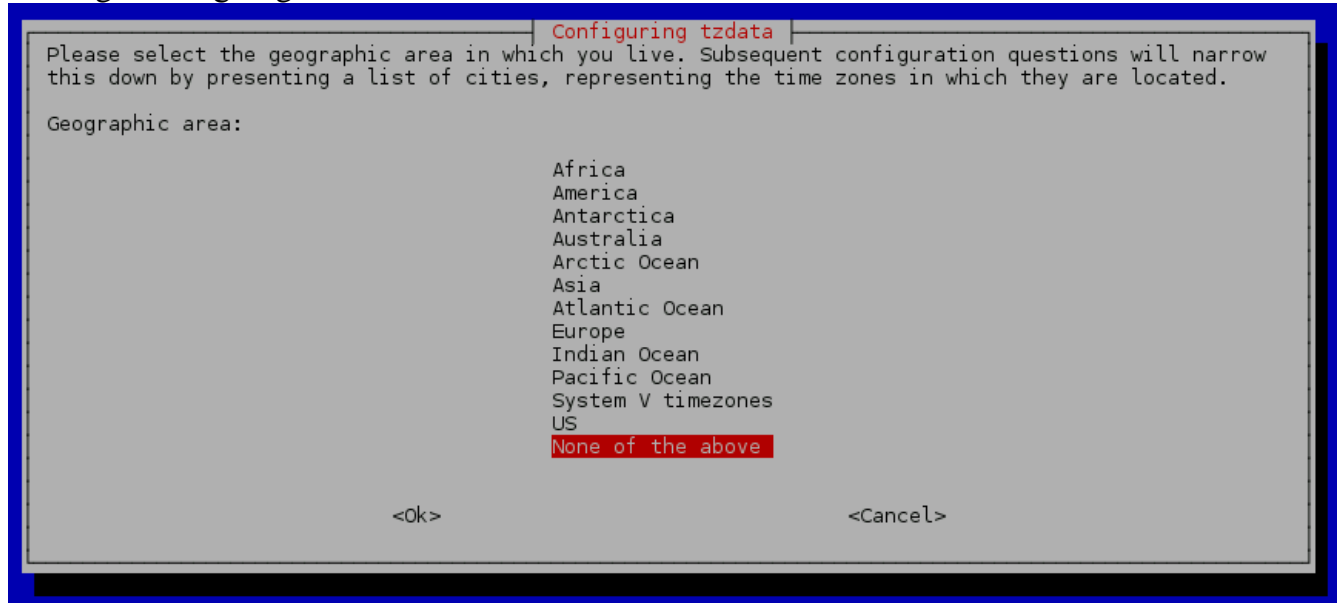 Configuring tzdata
Please select the geographic area in which you live. Subsequent configuration questions will narrow
this down by presenting a list of cities, representing the time zones in which they are located.
Geographic area:
Africa
America
Antarctica
Australia
Arctic Ocean
Asia
Atlantic Ocean
Europe
Indian Ocean
Pacific Ocean
System V timezones
US
None of the above
<Ok> <Cancel>